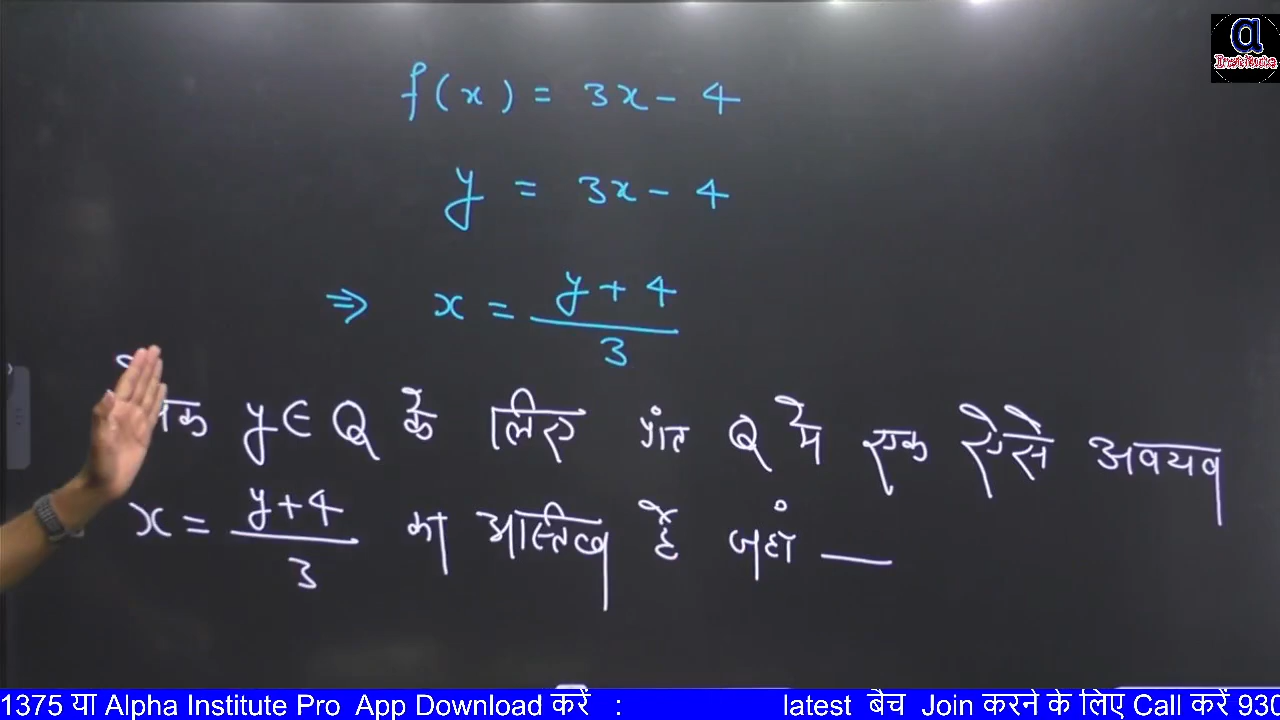 α
Institute
f(x) = 3x - 4
y = 3x - 4
⇒ x = (y + 4)/3
y ∈ Q के लिए प्रांत Q में एक ऐसे अवयव
x = (y+4)/3 का अस्तित्व है जहाँ —
1375 या Alpha Institute Pro App Download करें : latest बैच Join करने के लिए Call करें 930